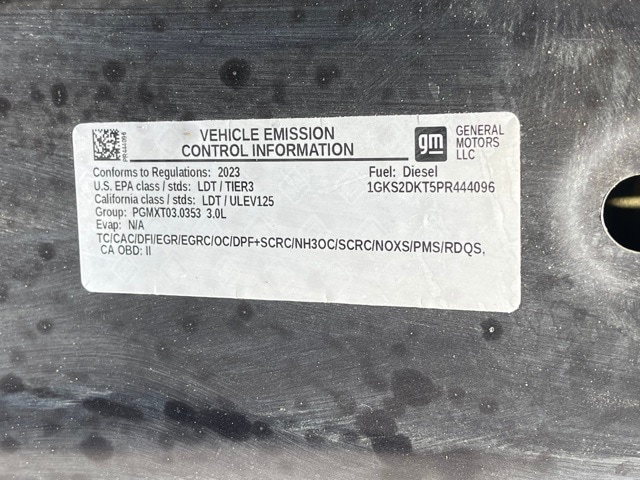 PR444096
VEHICLE EMISSION
CONTROL INFORMATION
gm
GENERAL
MOTORS
LLC
Conforms to Regulations: 2023
Fuel: Diesel
U.S. EPA class / stds: LDT / TIER3
1GKS2DKT5PR444096
California class / stds: LDT / ULEV125
Group: PGMXT03.0353 3.0L
Evap: N/A
TC/CAC/DFI/EGR/EGRC/OC/DPF+SCRC/NH3OC/SCRC/NOXS/PMS/RDQS,
CA OBD: II